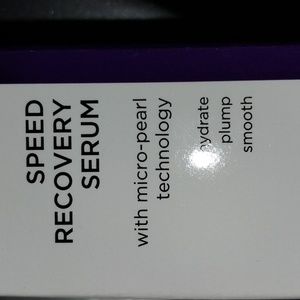 SPEED
RECOVERY
SERUM
with micro-pearl
technology
hydrate
plump
smooth